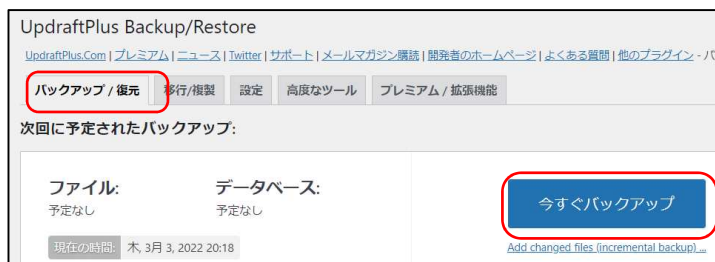 UpdraftPlus Backup/Restore
UpdraftPlus.Com | プレミアム | ニュース | Twitter | サポート | メールマガジン購読 | 開発者のホームページ | よくある質問 | 他のプラグイン -
バックアップ / 復元 移行/複製 設定 高度なツール プレミアム / 拡張機能
次回に予定されたバックアップ:
ファイル: データベース:
予定なし 予定なし
今すぐバックアップ
現在の時間: 木, 3月 3, 2022 20:18
Add changed files (incremental backup) ...